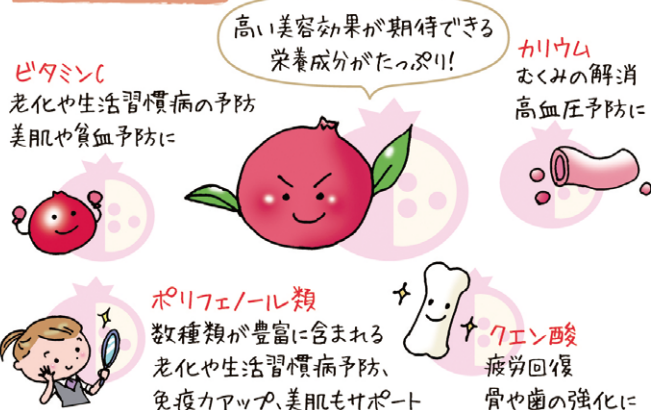 高い美容効果が期待できる
栄養成分がたっぷり!
ビタミンC
老化や生活習慣病の予防
美肌や貧血予防に
カリウム
むくみの解消
高血圧予防に
ポリフェノール類
数種類が豊富に含まれる
老化や生活習慣病予防、
免疫力アップ、美肌もサポート
クエン酸
疲労回復
骨や歯の強化に